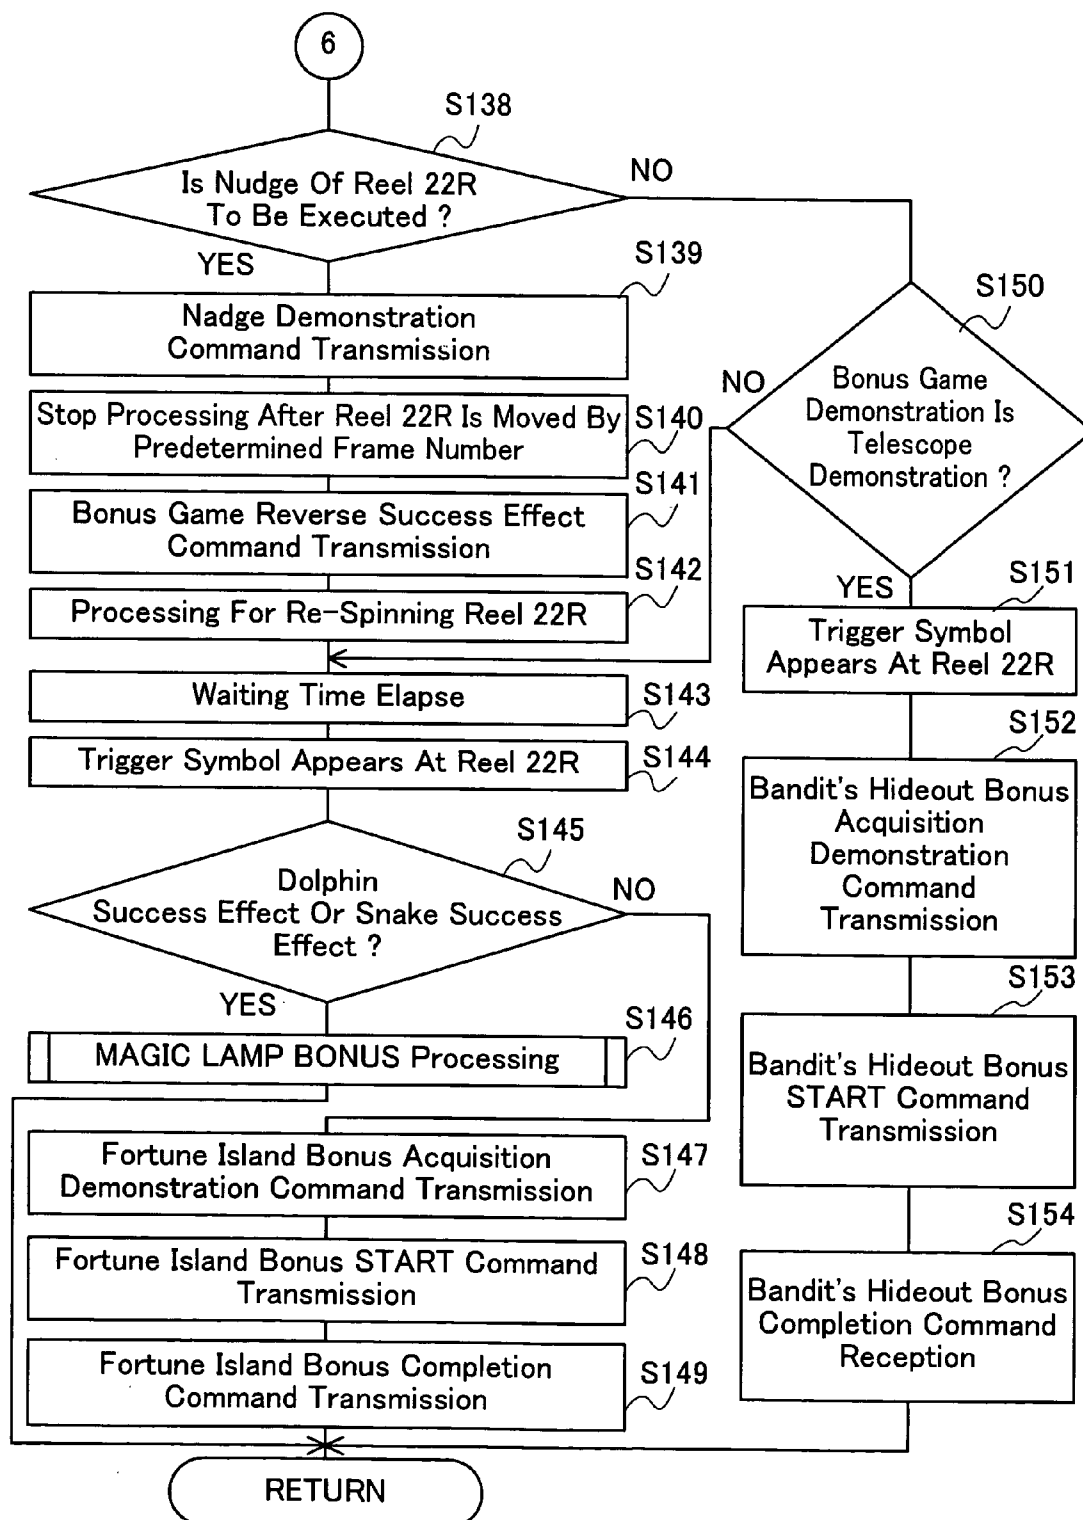 6
S138
Is Nudge Of Reel 22R
To Be Executed ?
NO
YES
S139
Nadge Demonstration
Command Transmission
S140
Stop Processing After Reel 22R Is Moved By
Predetermined Frame Number
S141
Bonus Game Reverse Success Effect
Command Transmission
S142
Processing For Re-Spinning Reel 22R
Waiting Time Elapse
S143
Trigger Symbol Appears At Reel 22R
S144
S145
Dolphin
Success Effect Or Snake Success
Effect ?
NO
YES
S146
MAGIC LAMP BONUS Processing
Fortune Island Bonus Acquisition
Demonstration Command Transmission
S147
Fortune Island Bonus START Command
Transmission
S148
Fortune Island Bonus Completion
Command Transmission
S149
S150
NO
Bonus Game
Demonstration Is
Telescope
Demonstration ?
YES
S151
Trigger Symbol
Appears At Reel 22R
S152
Bandit's Hideout Bonus
Acquisition
Demonstration
Command
Transmission
S153
Bandit's Hideout Bonus
START Command
Transmission
S154
Bandit's Hideout Bonus
Completion Command
Reception
RETURN